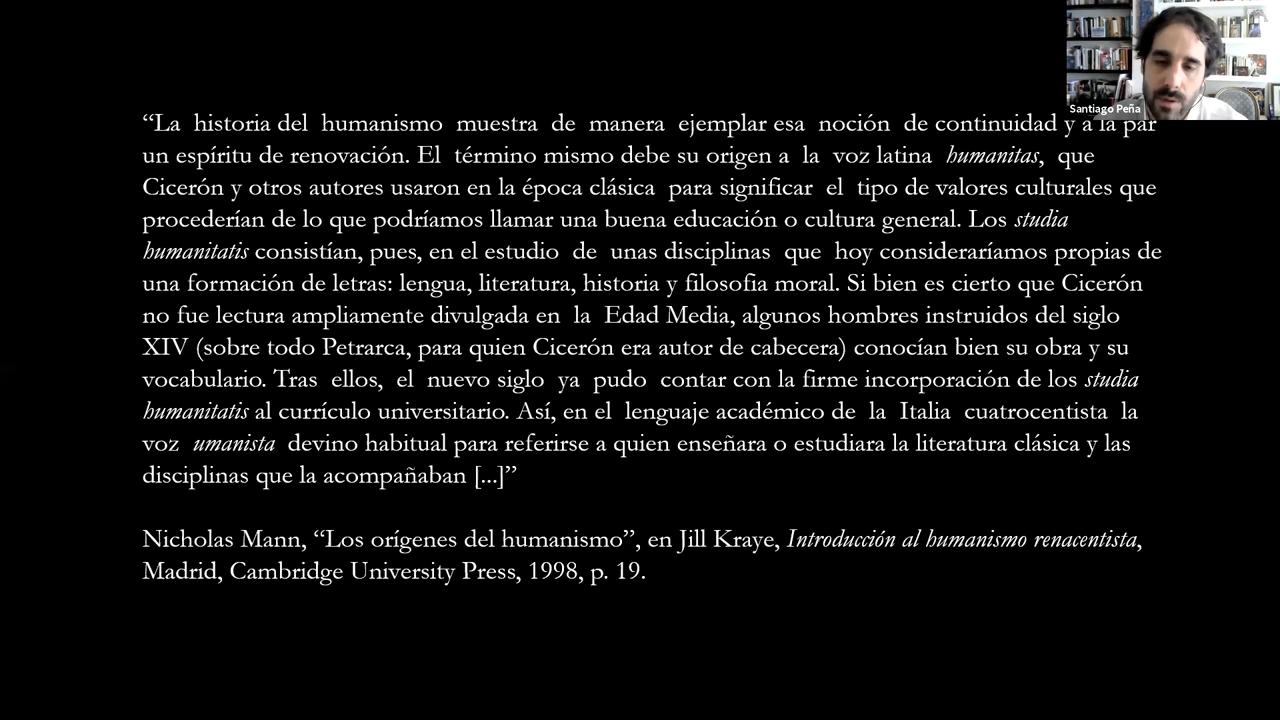 Santiago Peña
“La historia del humanismo muestra de manera ejemplar esa noción de continuidad y a la par
un espíritu de renovación. El término mismo debe su origen a la voz latina humanitas, que
Cicerón y otros autores usaron en la época clásica para significar el tipo de valores culturales que
procederían de lo que podríamos llamar una buena educación o cultura general. Los studia
humanitatis consistían, pues, en el estudio de unas disciplinas que hoy consideraríamos propias de
una formación de letras: lengua, literatura, historia y filosofia moral. Si bien es cierto que Cicerón
no fue lectura ampliamente divulgada en la Edad Media, algunos hombres instruidos del siglo
XIV (sobre todo Petrarca, para quien Cicerón era autor de cabecera) conocían bien su obra y su
vocabulario. Tras ellos, el nuevo siglo ya pudo contar con la firme incorporación de los studia
humanitatis al currículo universitario. Así, en el lenguaje académico de la Italia cuatrocentista la
voz umanista devino habitual para referirse a quien enseñara o estudiara la literatura clásica y las
disciplinas que la acompañaban [...]”
Nicholas Mann, “Los orígenes del humanismo”, en Jill Kraye, Introducción al humanismo renacentista,
Madrid, Cambridge University Press, 1998, p. 19.